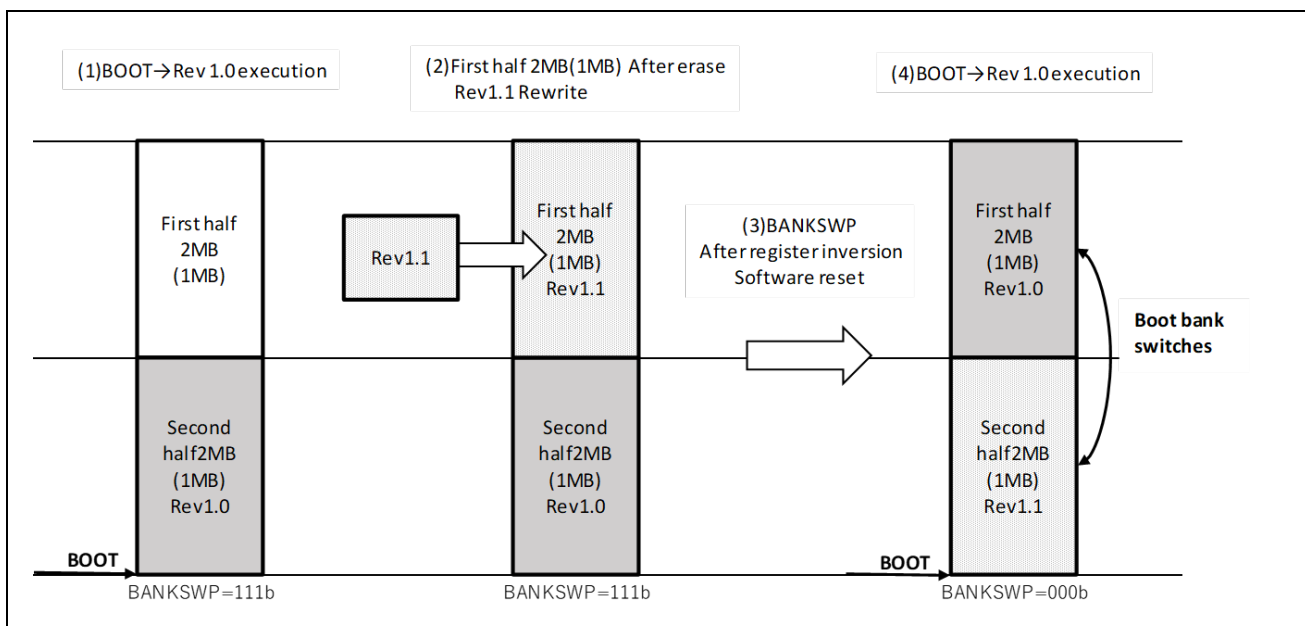 (1)BOOT→Rev 1.0 execution
(2)First half 2MB(1MB) After erase
Rev1.1 Rewrite
(4)BOOT→Rev 1.0 execution
First half
2MB
(1MB)
Rev1.1
First half
2MB
(1MB)
Rev1.1
(3)BANKSWP
After register inversion
Software reset
First half
2MB
(1MB)
Rev1.0
Boot bank
switches
Second
half2MB
(1MB)
Rev1.0
Second
half2MB
(1MB)
Rev1.0
Second
half2MB
(1MB)
Rev1.1
BOOT
BOOT
BANKSWP=111b
BANKSWP=111b
BANKSWP=000b